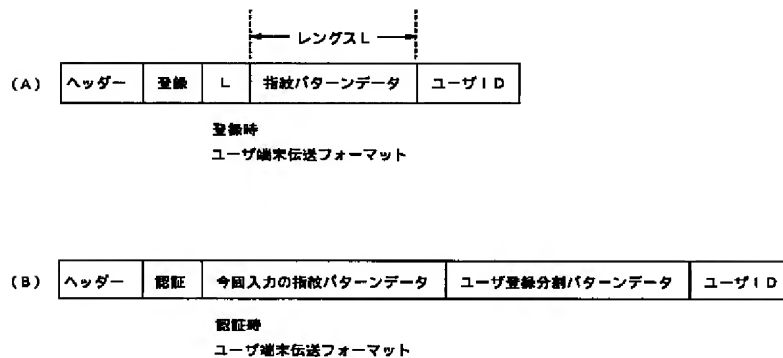 レングスL
(A) ヘッダー 登録 L 指紋パターンデータ ユーザID
登録時
ユーザ端末伝送フォーマット
(B) ヘッダー 認証 今回入力の指紋パターンデータ ユーザ登録分割パターンデータ ユーザID
認証時
ユーザ端末伝送フォーマット